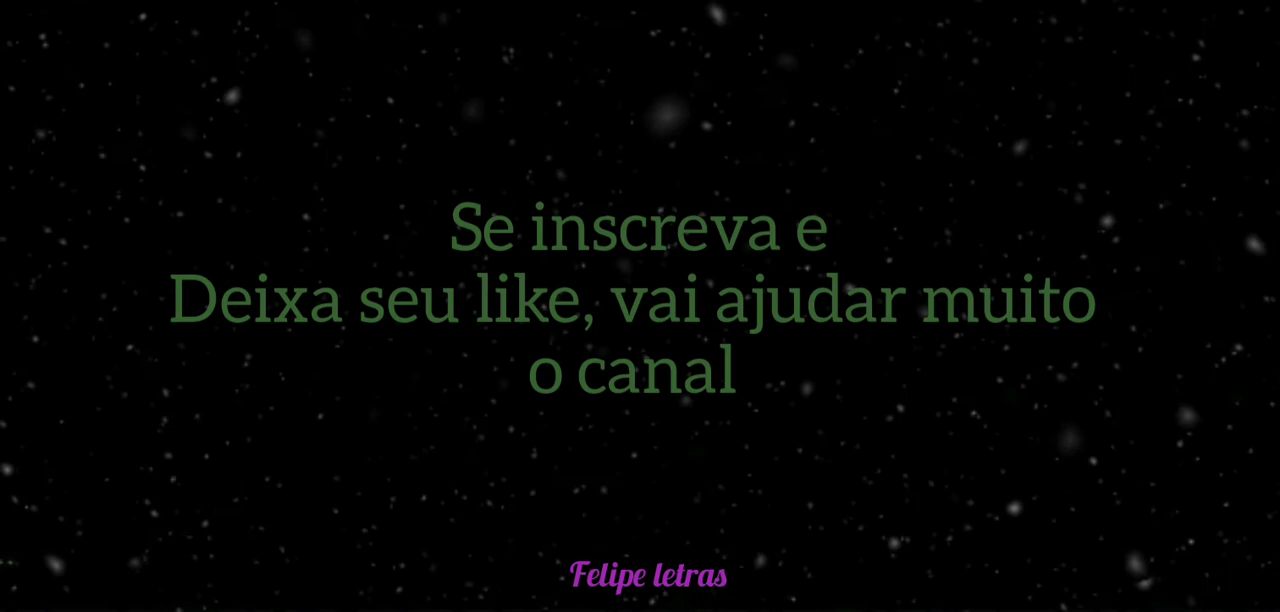 Se inscreva e
Deixa seu like, vai ajudar muito
o canal
Felipe letras